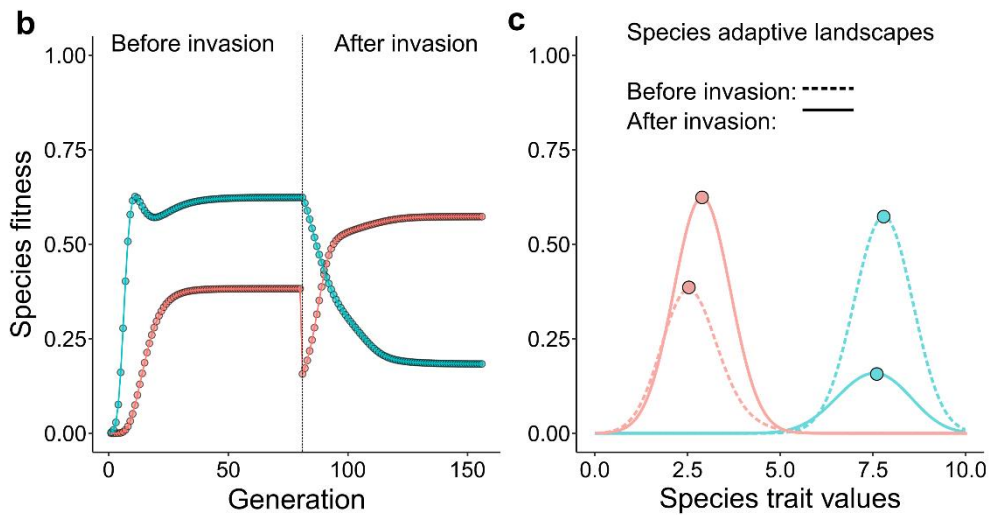 b
Before invasion
After invasion
1.00
0.75
0.50
0.25
0.00
Species fitness
0
50
100
150
Generation
c
Species adaptive landscapes
Before invasion:
After invasion:
1.00
0.75
0.50
0.25
0.00
0.0
2.5
5.0
7.5
10.0
Species trait values